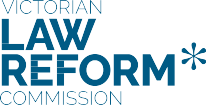 VICTORIAN
LAW
REFORM*
COMMISSION